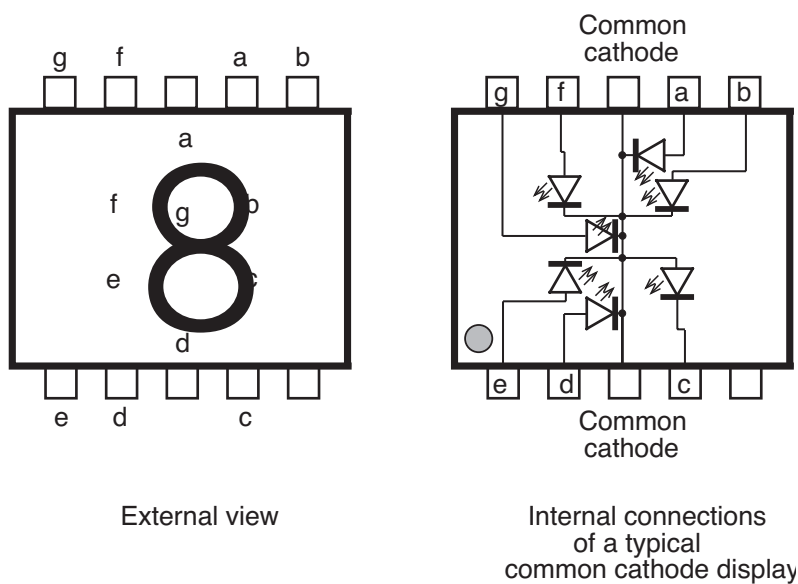 g f a b
a
f b
g
e c
d
e d c
External view
Common
cathode
g f a b
e d c
Common
cathode
Internal connections
of a typical
common cathode display